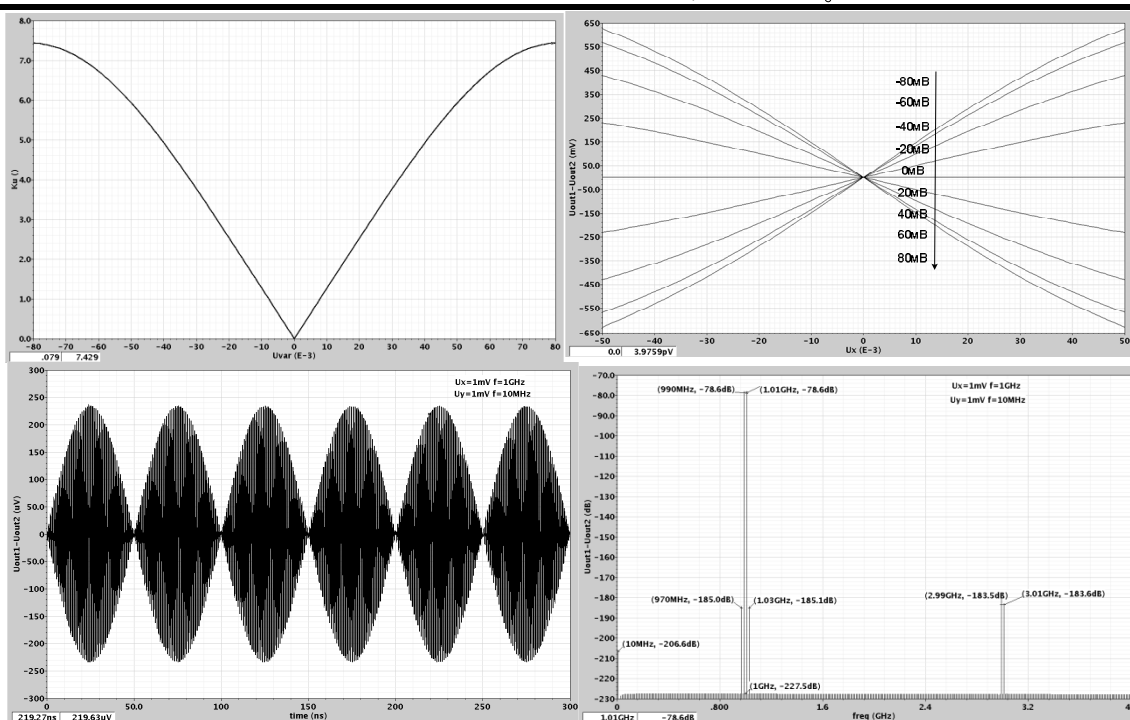 8.0
7.0
6.0
5.0
4.0
3.0
2.0
1.0
0.0
Ku ()
-80 -70 -60 -50 -40 -30 -20 -10 0 10 20 30 40 50 60 70 80
Uvar (E-3)
.079 7.429
650
550
450
350
250
150
50.0
-50.0
-150
-250
-350
-450
-550
-650
Uout1-Uout2 (mV)
-80мВ
-60мВ
-40мВ
-20мВ
0мВ
20мВ
40мВ
60мВ
80мВ
-50 -40 -30 -20 -10 0 10 20 30 40 50
Ux (E-3)
0.0 3.9759pV
300
250
200
150
100
50.0
0
-50.0
-100
-150
-200
-250
-300
Uout1-Uout2 (uV)
Ux=1mV f=1GHz
Uy=1mV f=10MHz
0 50.0 100 150 200 250 300
time (ns)
219.27ns 219.63uV
-70.0
-80.0
-90.0
-100
-110
-120
-130
-140
-150
-160
-170
-180
-190
-200
-210
-220
-230
Uout1-Uout2 (dB)
Ux=1mV f=1GHz
Uy=1mV f=10MHz
(990MHz, -78.6dB) (1.01GHz, -78.6dB)
(970MHz, -185.0dB) (1.03GHz, -185.1dB)
(2.99GHz, -183.5dB) (3.01GHz, -183.6dB)
(10MHz, -206.6dB)
(1GHz, -227.5dB)
0 .800 1.6 2.4 3.2
freq (GHz)
1.01GHz -78.6dB